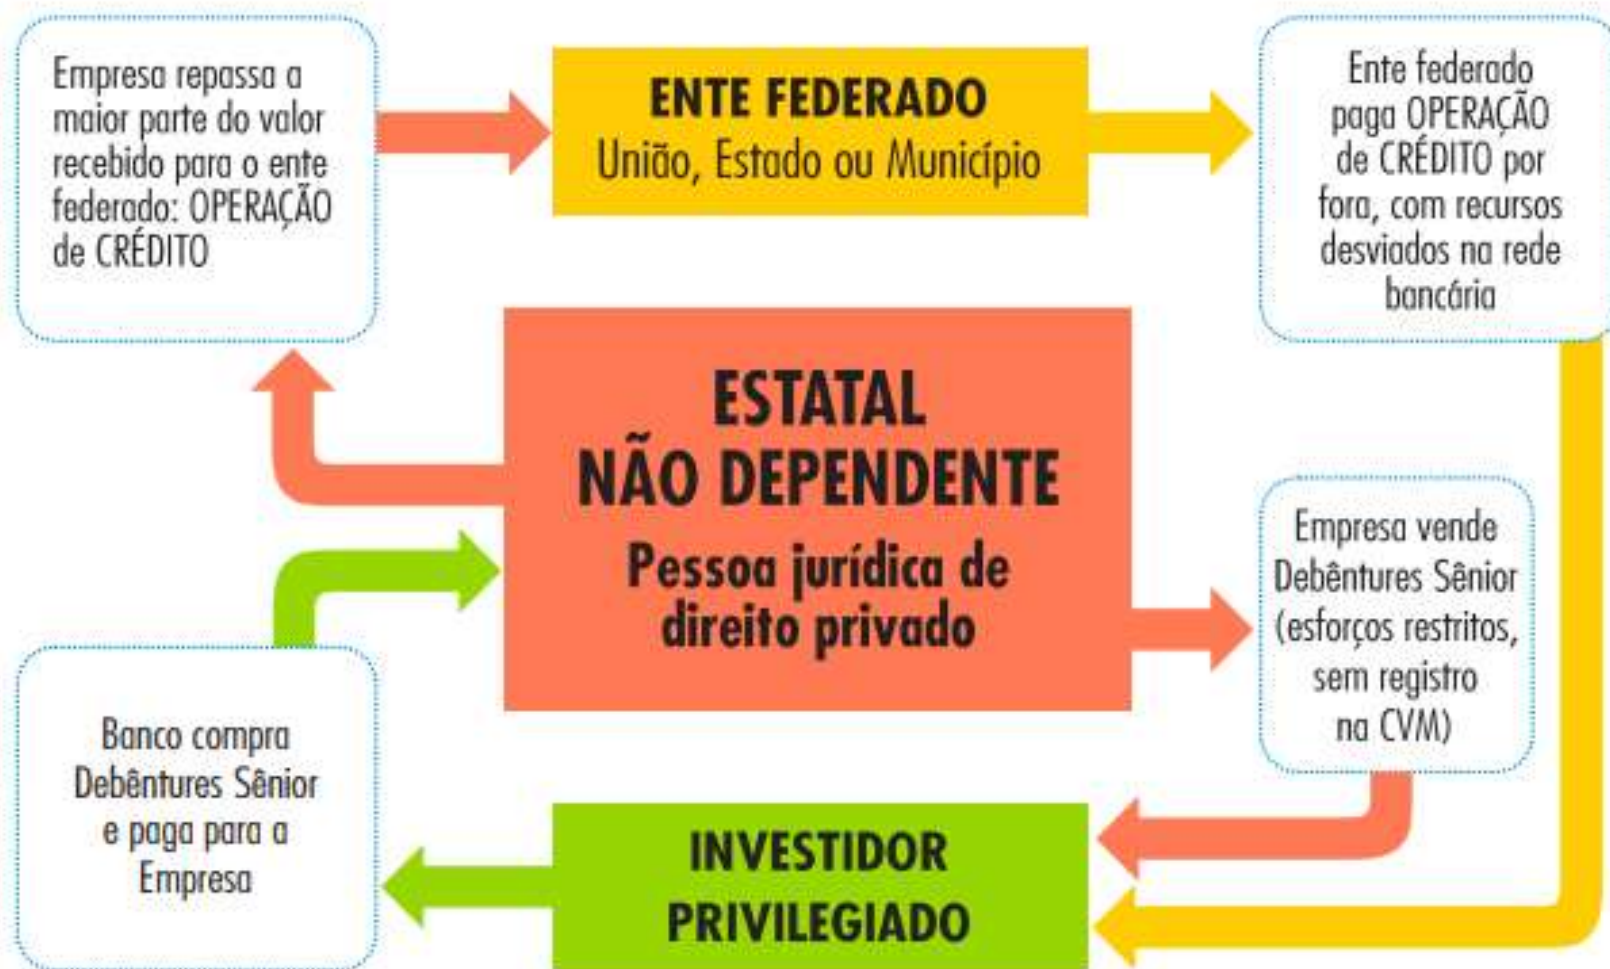 Empresa repassa a
maior parte do valor
recebido para o ente
federado: OPERAÇÃO
de CRÉDITO
ENTE FEDERADO
União, Estado ou Município
Ente federado
paga OPERAÇÃO
de CRÉDITO por
fora, com recursos
desviados na rede
bancária
ESTATAL
NÃO DEPENDENTE
Pessoa jurídica de
direito privado
Empresa vende
Debêntures Sênior
(esforços restritos,
sem registro
na CVM)
Banco compra
Debêntures Sênior
e paga para a
Empresa
INVESTIDOR
PRIVILEGIADO